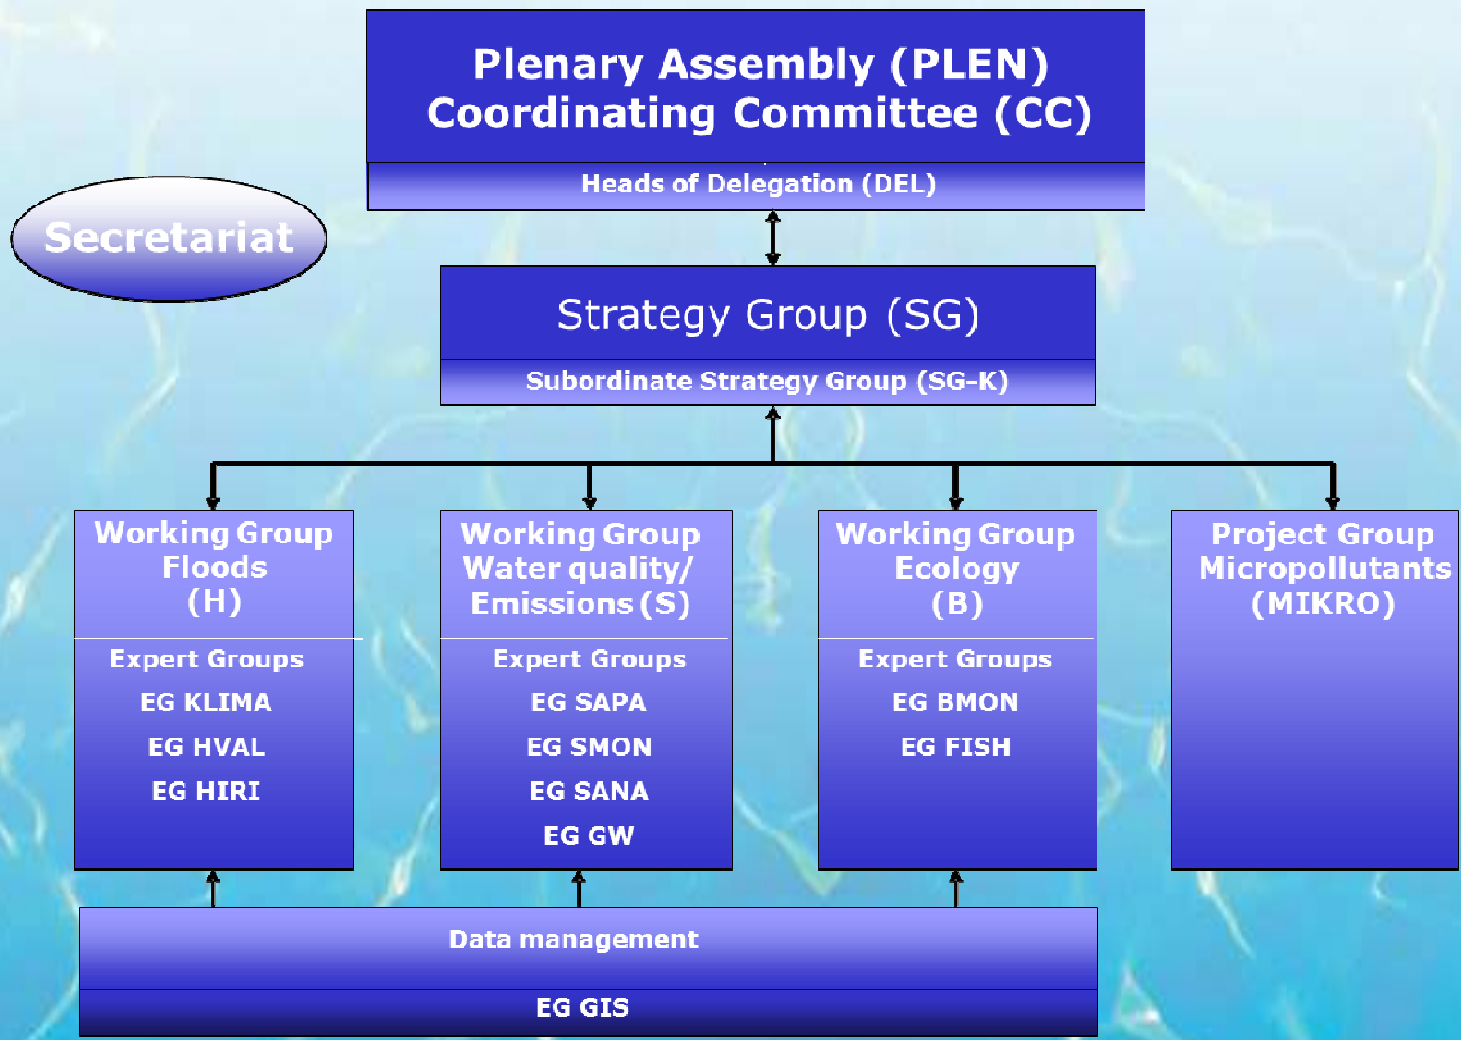 Plenary Assembly (PLEN)
Coordinating Committee (CC)
Heads of Delegation (DEL)
Secretariat
Strategy Group (SG)
Subordinate Strategy Group (SG-K)
Working Group
Floods
(H)
Expert Groups
EG KLIMA
EG HVAL
EG HIRI
Working Group
Water quality/
Emissions (S)
Expert Groups
EG SAPA
EG SMON
EG SANA
EG GW
Working Group
Ecology
(B)
Expert Groups
EG BMON
EG FISH
Project Group
Micropollutants
(MIKRO)
Data management
EG GIS